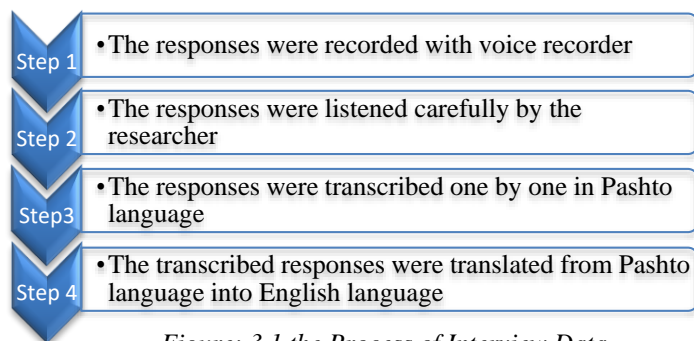 Step 1
•The responses were recorded with voice recorder
Step 2
•The responses were listened carefully by the
researcher
Step3
•The responses were transcribed one by one in Pashto
language
Step 4
•The transcribed responses were translated from Pashto
language into English language
Figure: 3.1 the Process of Interview Data